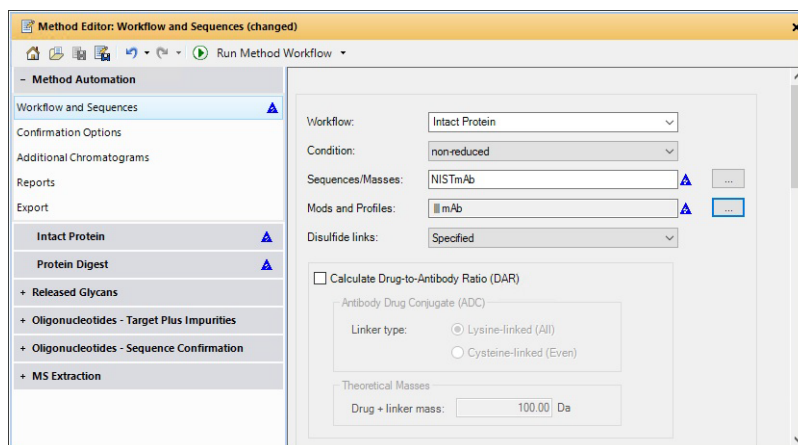 Method Editor: Workflow and Sequences (changed)
Run Method Workflow
– Method Automation
Workflow and Sequences
Confirmation Options
Additional Chromatograms
Reports
Export
Intact Protein
Protein Digest
+ Released Glycans
+ Oligonucleotides - Target Plus Impurities
+ Oligonucleotides - Sequence Confirmation
+ MS Extraction
Workflow: Intact Protein
Condition: non-reduced
Sequences/Masses: NISTmAb ...
Mods and Profiles: mAb ...
Disulfide links: Specified
Calculate Drug-to-Antibody Ratio (DAR)
Antibody Drug Conjugate (ADC)
Linker type: Lysine-linked (All)
Cysteine-linked (Even)
Theoretical Masses
Drug + linker mass: 100.00 Da